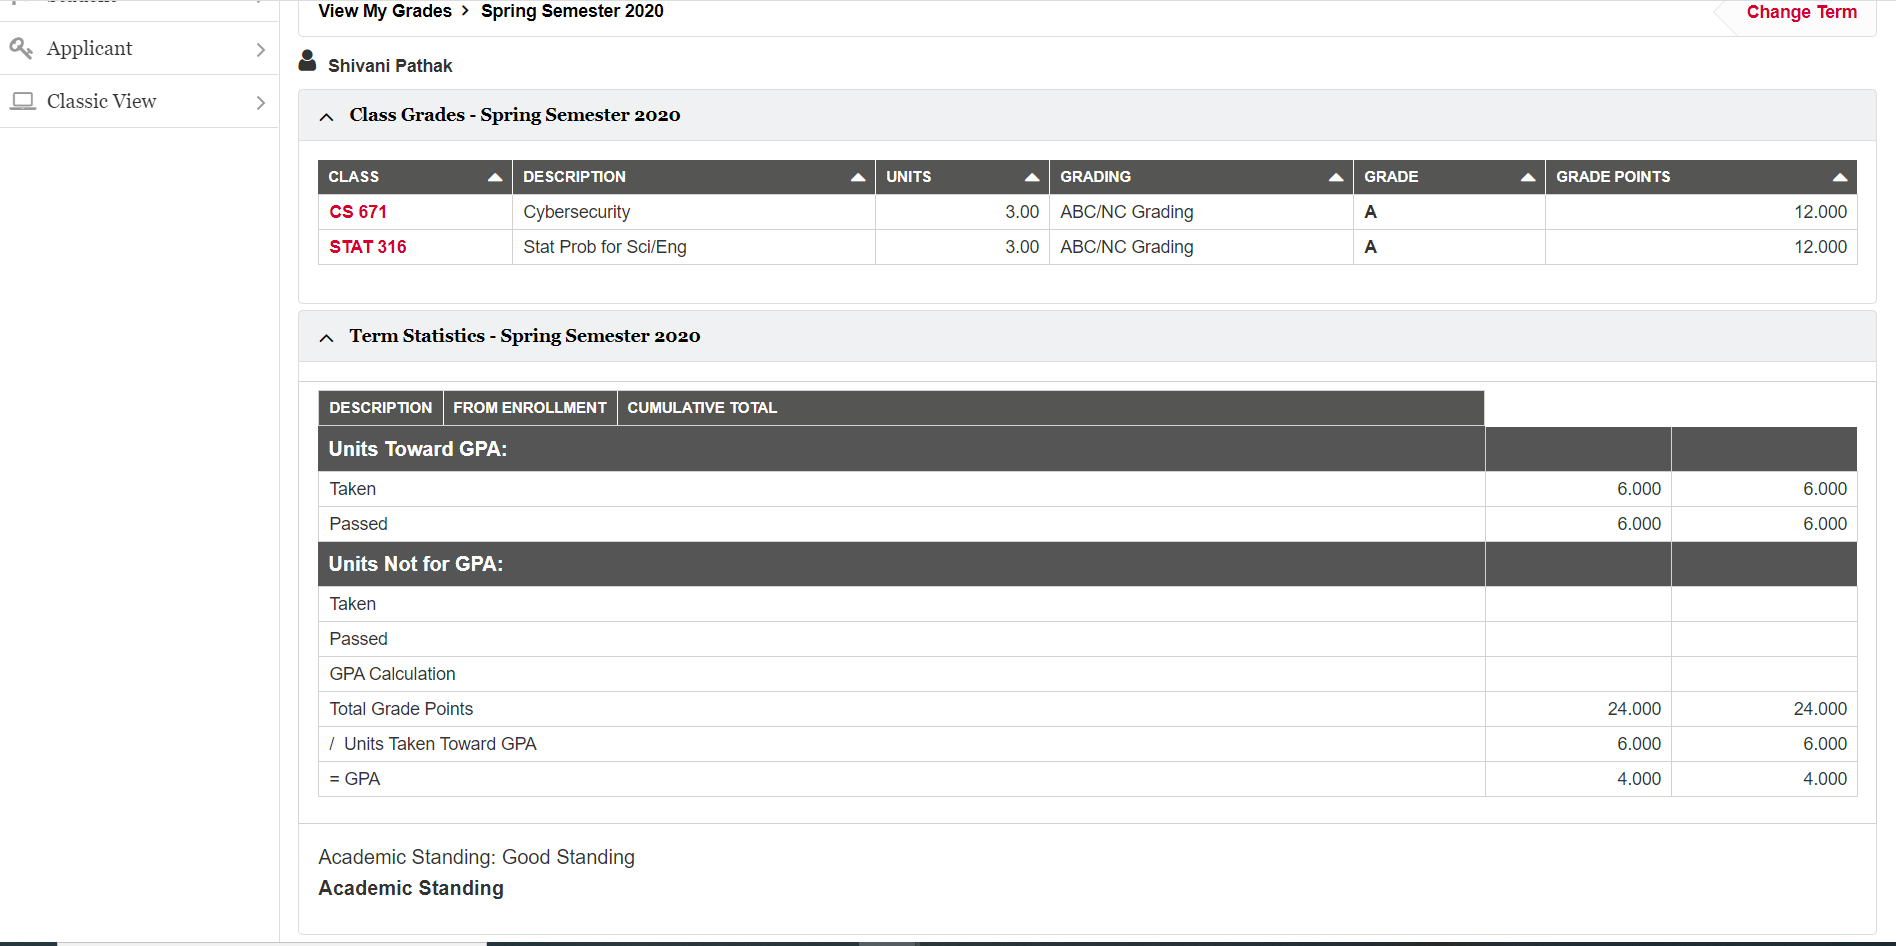 View My Grades > Spring Semester 2020
Change Term
Applicant
Classic View
Shivani Pathak
Class Grades - Spring Semester 2020
CLASS DESCRIPTION UNITS GRADING GRADE GRADE POINTS
CS 671 Cybersecurity 3.00 ABC/NC Grading A 12.000
STAT 316 Stat Prob for Sci/Eng 3.00 ABC/NC Grading A 12.000
Term Statistics - Spring Semester 2020
DESCRIPTION FROM ENROLLMENT CUMULATIVE TOTAL
Units Toward GPA:
Taken 6.000 6.000
Passed 6.000 6.000
Units Not for GPA:
Taken
Passed
GPA Calculation
Total Grade Points 24.000 24.000
/ Units Taken Toward GPA 6.000 6.000
= GPA 4.000 4.000
Academic Standing: Good Standing
Academic Standing